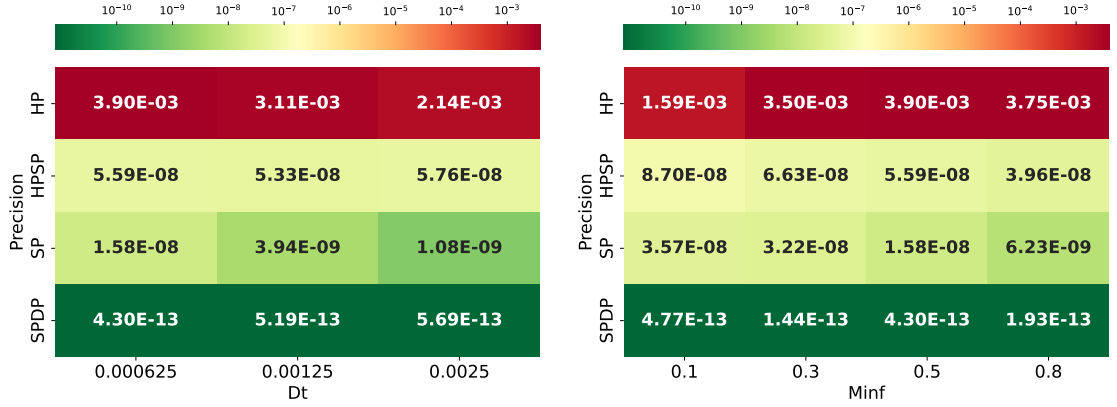 10⁻¹⁰ 10⁻⁹ 10⁻⁸ 10⁻⁷ 10⁻⁶ 10⁻⁵ 10⁻⁴ 10⁻³
Precision
HP 3.90E-03 3.11E-03 2.14E-03
HPSP 5.59E-08 5.33E-08 5.76E-08
SP 1.58E-08 3.94E-09 1.08E-09
SPDP 4.30E-13 5.19E-13 5.69E-13
0.000625 0.00125 0.0025
Dt
10⁻¹⁰ 10⁻⁹ 10⁻⁸ 10⁻⁷ 10⁻⁶ 10⁻⁵ 10⁻⁴ 10⁻³
Precision
HP 1.59E-03 3.50E-03 3.90E-03 3.75E-03
HPSP 8.70E-08 6.63E-08 5.59E-08 3.96E-08
SP 3.57E-08 3.22E-08 1.58E-08 6.23E-09
SPDP 4.77E-13 1.44E-13 4.30E-13 1.93E-13
0.1 0.3 0.5 0.8
Minf